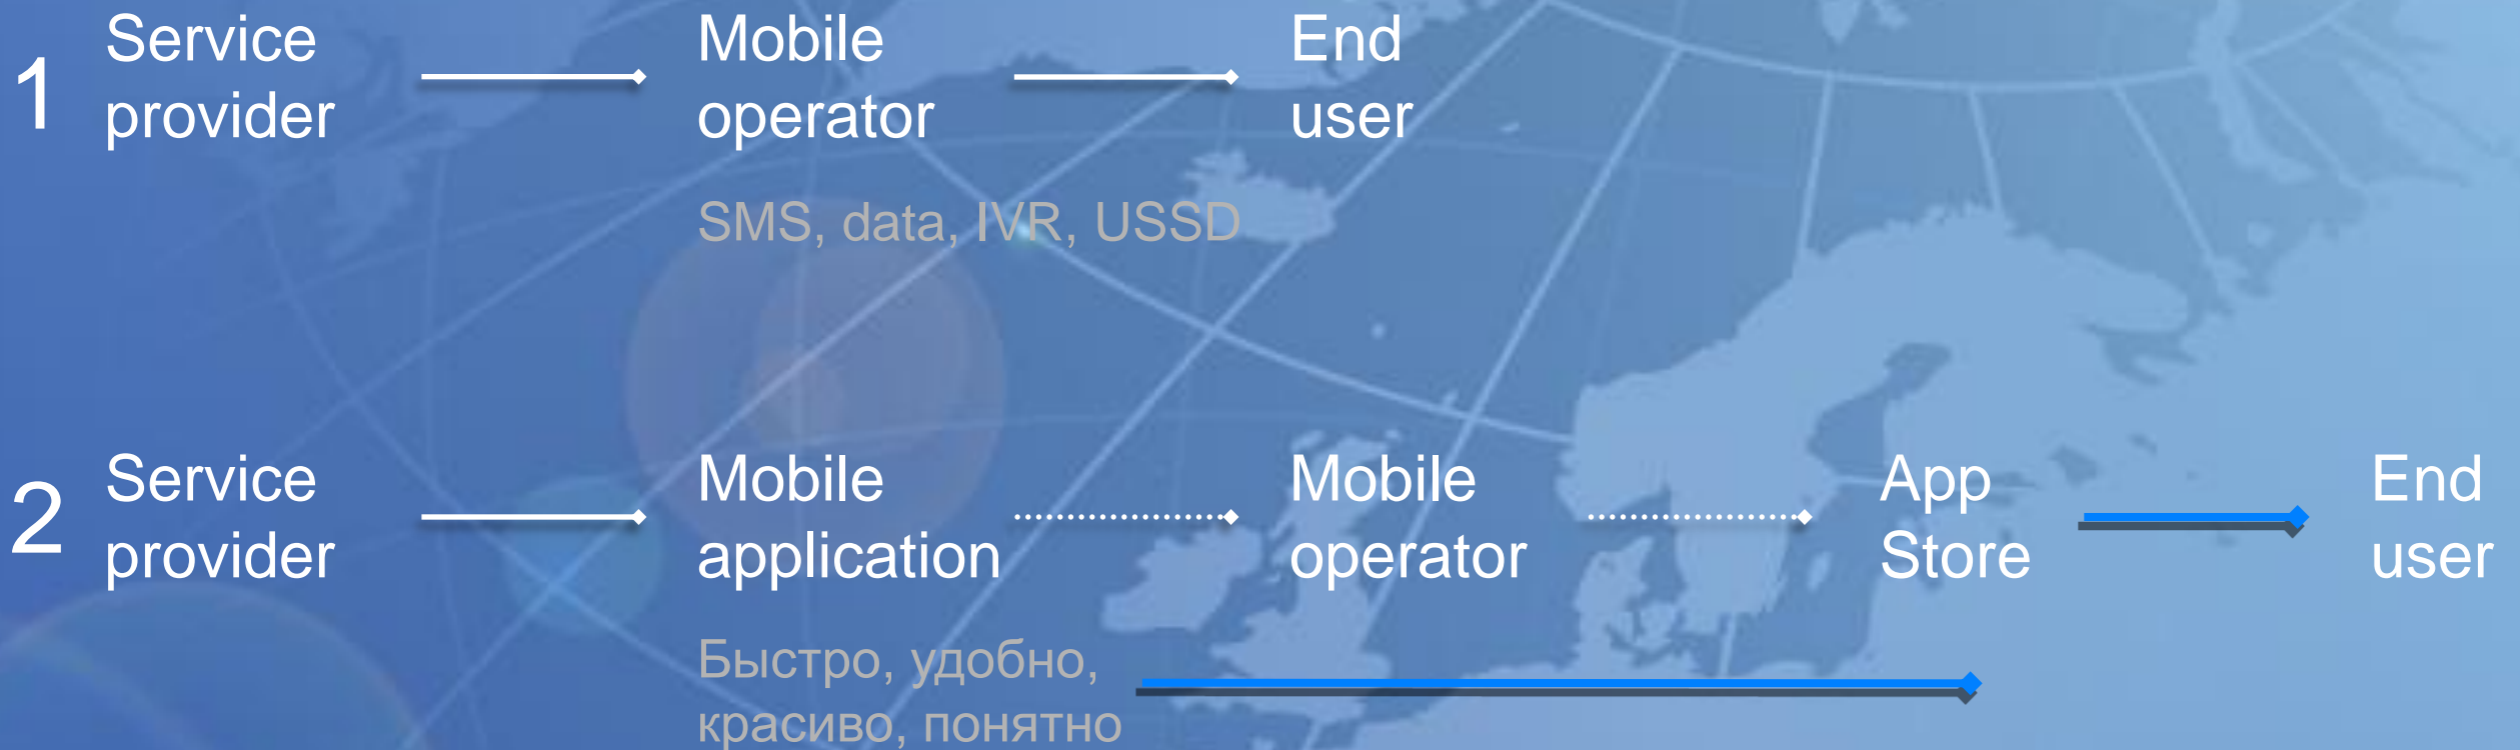 1
Service
provider
Mobile
operator
End
user
SMS, data, IVR, USSD
2
Service
provider
Mobile
application
Mobile
operator
App
Store
End
user
Быстро, удобно,
красиво, понятно